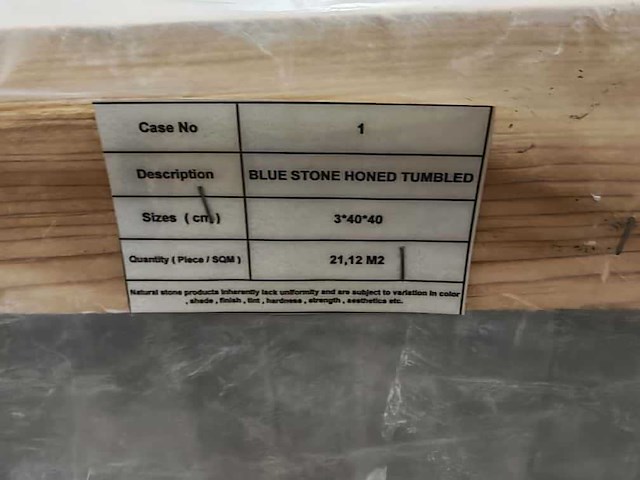 Case No 1
Description BLUE STONE HONED TUMBLED
Sizes ( cm ) 3*40*40
Quantity ( Piece / SQM ) 21,12 M2
Natural stone products inherently lack uniformity and are subject to variation in color
, shade , finish , tint , hardness , strength , aesthetics etc.